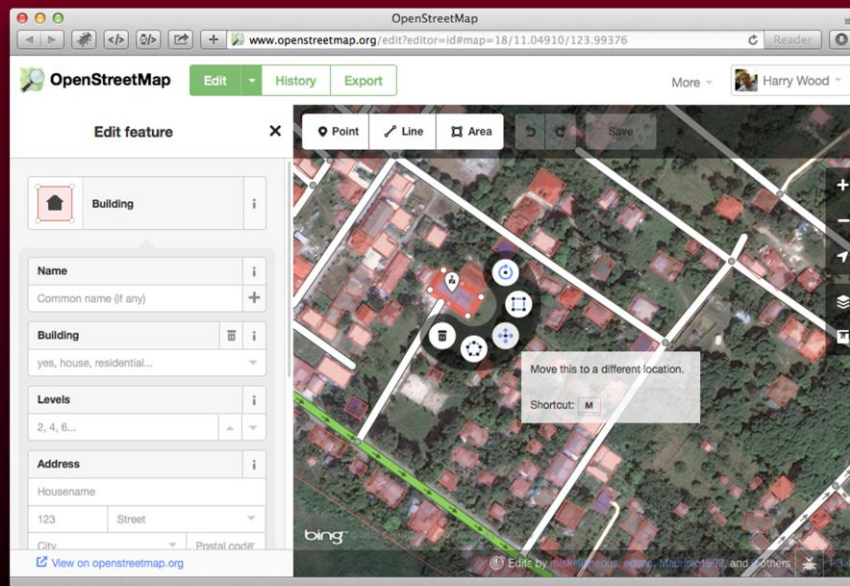 OpenStreetMap
www.openstreetmap.org/edit?editor=id#map=18/11.04910/123.99376
Reader
OpenStreetMap
Edit
History
Export
More
Harry Wood
Edit feature
Point
Line
Area
Save
Building
Name
Common name (if any)
Building
yes, house, residential...
Move this to a different location.
Shortcut: M
Levels
2, 4, 6...
Address
Housename
123
Street
City
Postal code
bing
View on openstreetmap.org
Edits by
and
others